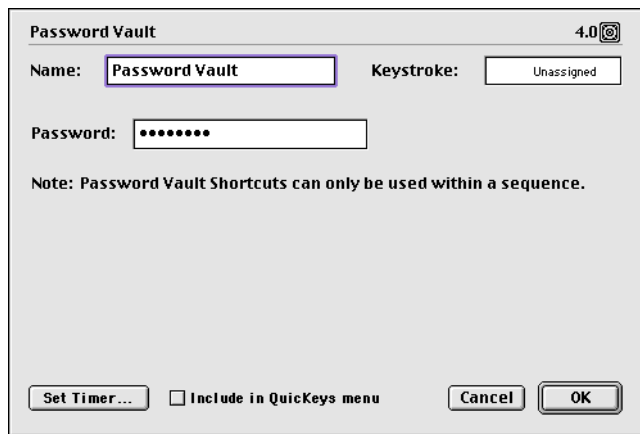 Password Vault 4.0
Name: Password Vault Keystroke: Unassigned
Password: ••••••••
Note: Password Vault Shortcuts can only be used within a sequence.
Set Timer... Include in QuicKeys menu Cancel OK